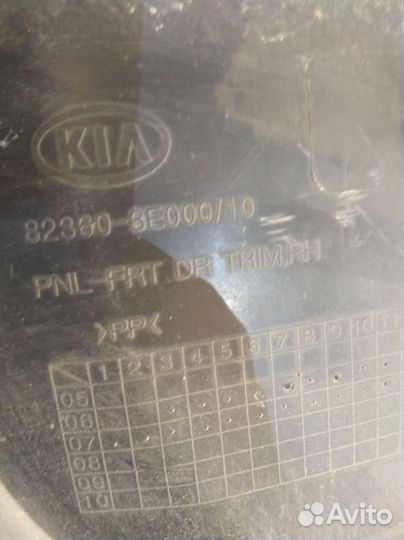 KIA
82380-3E000/10
PNL-FRT DR TRIM,RH
>PP<
1 2 3 4 5 6 7 8 9 10 11
05
06
07
08
09
10
Avito